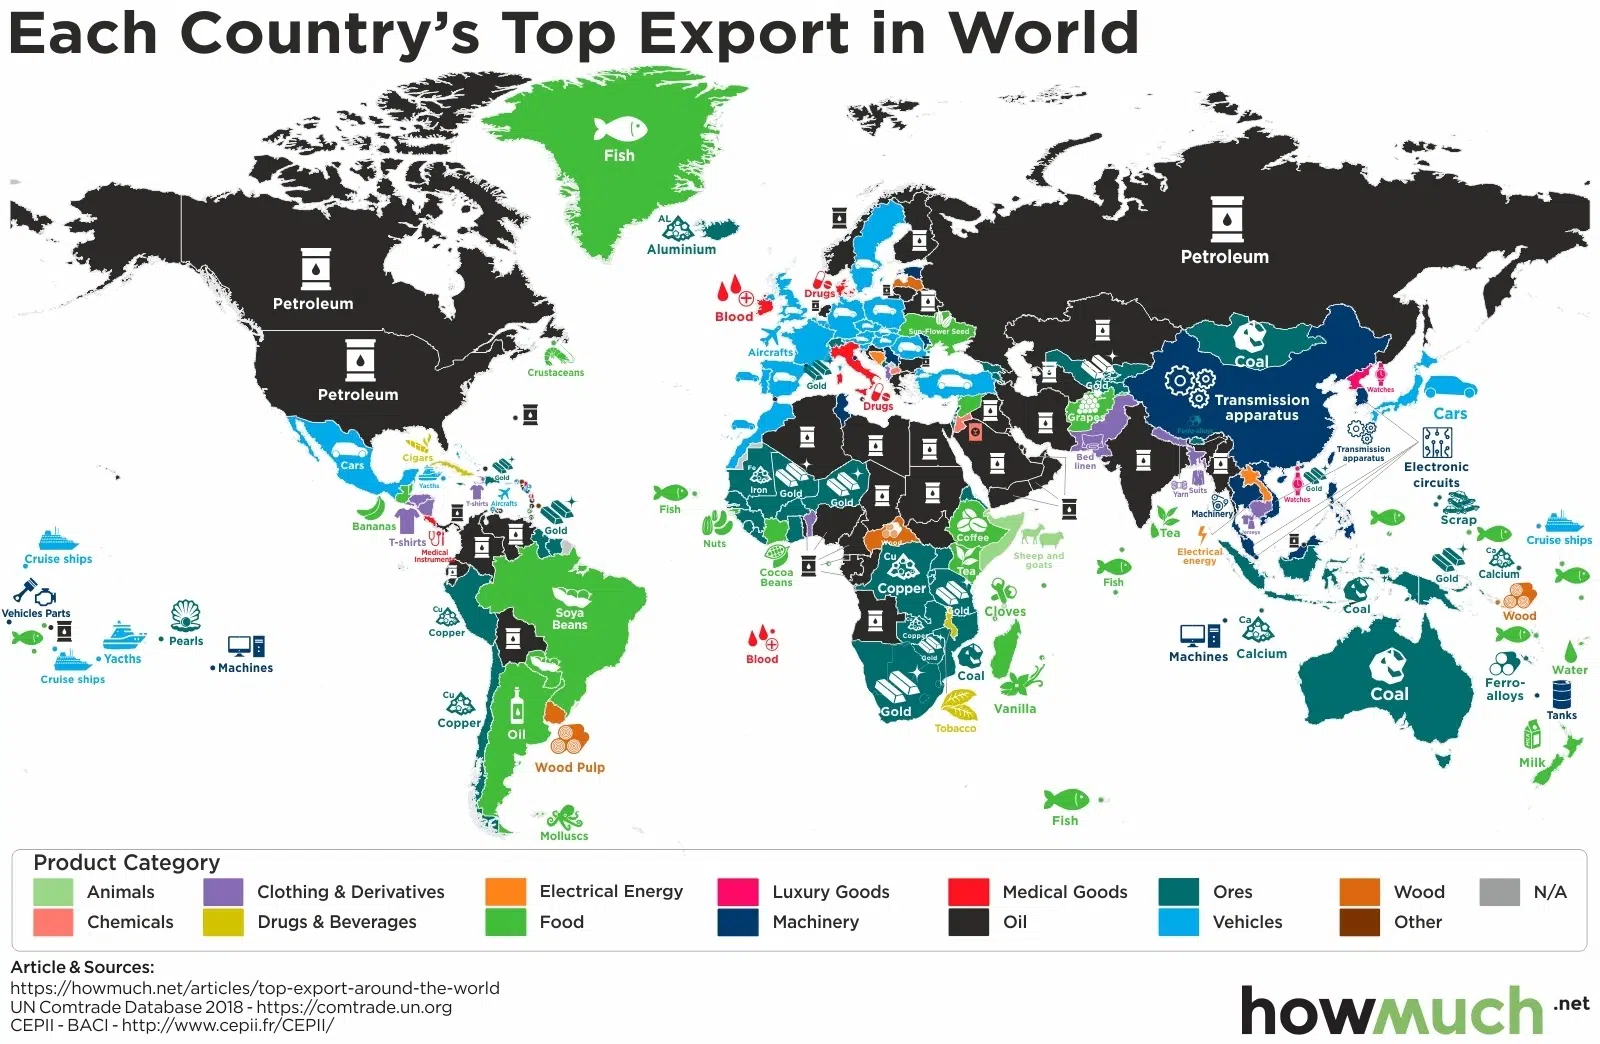 Each Country's Top Export in World
Fish
AL
Aluminium
Petroleum
Petroleum
Petroleum
Drugs
Blood
Sun-Flower Seed
Aircrafts
Coal
Crustaceans
Gold
Gold
Transmission
apparatus
Watches
Drugs
Grapes
Cars
Cars
Cigars
Transmission
apparatus
Bed
linen
Electronic
circuits
Yacths
Gold
Fe
Iron
Gold
Gold
T-shirts
Aircrafts
Yarn
Suits
Watches
Gold
Bananas
Fish
Machinery
Scrap
T-shirts
Gold
Nuts
Coffee
Tea
Medical
Instruments
Wood
Electrical
energy
Cruise ships
Cruise ships
Cocoa
Beans
Cu
Copper
Tea
Sheep and
goats
Fish
Gold
Ca
Calcium
Vehicles Parts
Soya
Beans
Gold
Cloves
Coal
Wood
Cu
Copper
Copper
Pearls
Machines
Yacths
Blood
Gold
Machines
Ca
Calcium
Cruise ships
Coal
Water
Gold
Vanilla
Coal
Ferro-
alloys
Cu
Copper
Tobacco
Tanks
Oil
Milk
Wood Pulp
Fish
Molluscs
Product Category
Animals
Clothing & Derivatives
Electrical Energy
Luxury Goods
Medical Goods
Ores
Wood
N/A
Chemicals
Drugs & Beverages
Food
Machinery
Oil
Vehicles
Other
Article & Sources:
https://howmuch.net/articles/top-export-around-the-world
UN Comtrade Database 2018 - https://comtrade.un.org
CEPII - BACI - http://www.cepii.fr/CEPII/
howmuch.net